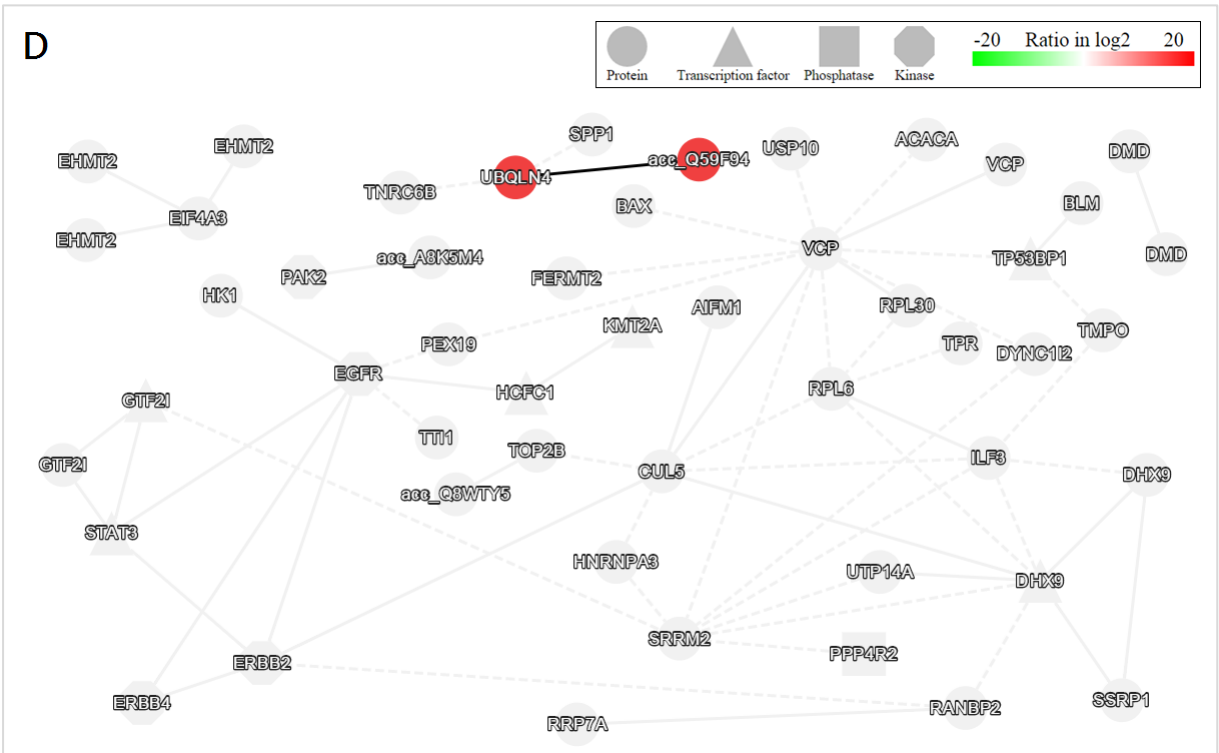 D
-20 Ratio in log2 20
Protein Transcription factor Phosphatase Kinase
SPP1
ACACA
EHMT2
EHMT2
USP10
acc_Q59F94
DMD
VCP
UBQLN4
TNRC6B
BAX
BLM
EIF4A3
EHMT2
VCP
DMD
acc_A8K5M4
TP53BP1
PAK2
FERMT2
HK1
AIFM1
RPL30
KMT2A
TMPO
PEX19
TPR
DYNC1I2
EGFR
HCFC1
RPL6
GTF2I
TTI1
TOP2B
GTF2I
CUL5
ILF3
DHX9
acc_Q8WTY5
STAT3
HNRNPA3
UTP14A
DHX9
SRRM2
PPP4R2
ERBB2
ERBB4
SSRP1
RANBP2
RRP7A